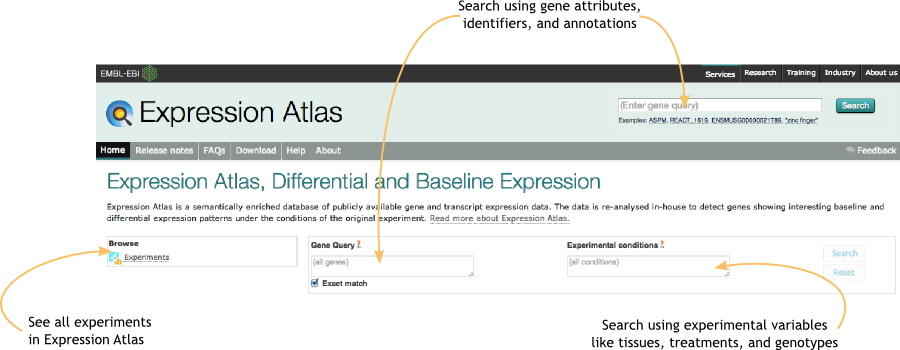 Search using gene attributes,
identifiers, and annotations
EMBL-EBI
Services Research Training Industry About us
Expression Atlas
(Enter gene query) Search
Examples: ASPM, REACT_1619, ENSMUSG00000021789, "zinc finger"
Home Release notes FAQs Download Help About Feedback
Expression Atlas, Differential and Baseline Expression
Expression Atlas is a semantically enriched database of publicly available gene and transcript expression data. The data is re-analysed in-house to detect genes showing interesting baseline and
differential expression patterns under the conditions of the original experiment. Read more about Expression Atlas.
Browse
Experiments
Gene Query ? Experimental conditions ?
(all genes) (all conditions) Search
Reset
Exact match
See all experiments
in Expression Atlas
Search using experimental variables
like tissues, treatments, and genotypes